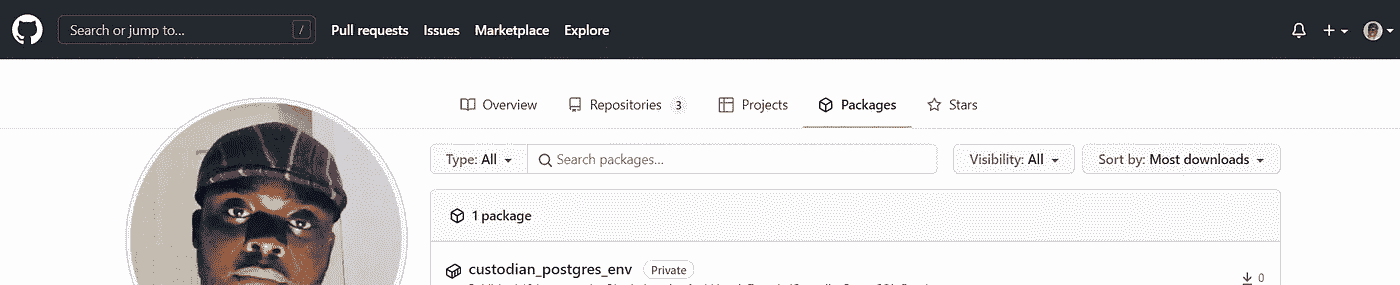 Search or jump to... / Pull requests Issues Marketplace Explore
Overview Repositories 3 Projects Packages Stars
Type: All Search packages... Visibility: All Sort by: Most downloads
1 package
custodian_postgres_env Private
0